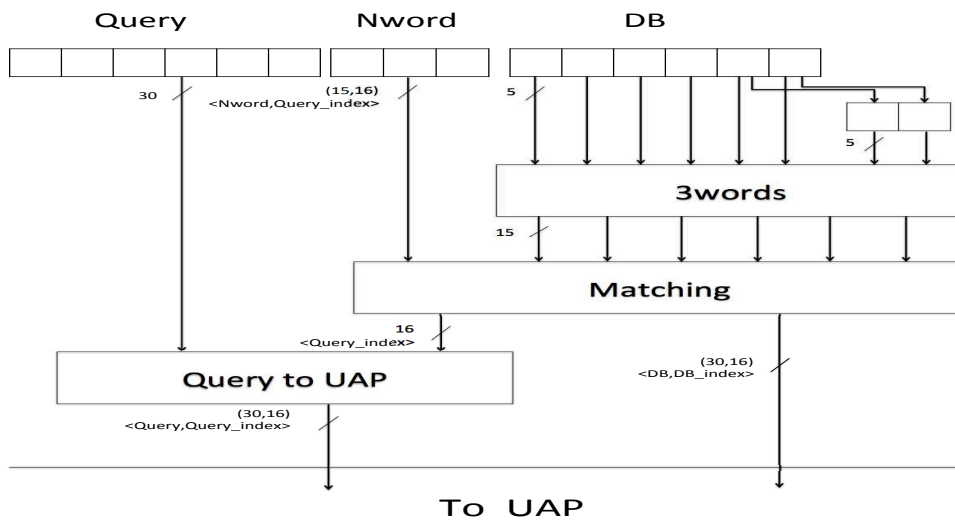 Query
Nword
DB
30
(15,16)
<Nword,Query_index>
5
5
3words
15
Matching
16
<Query_index>
(30,16)
<DB,DB_index>
Query to UAP
(30,16)
<Query,Query_index>
To UAP